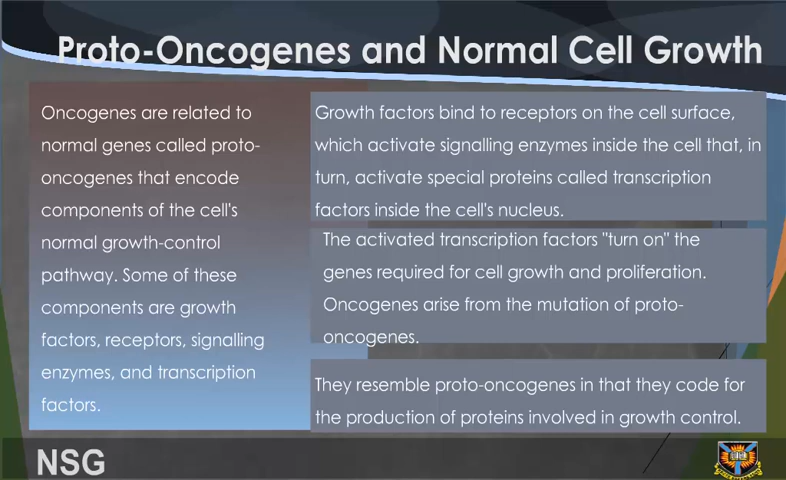 Proto-Oncogenes and Normal Cell Growth
Oncogenes are related to
normal genes called proto-
oncogenes that encode
components of the cell's
normal growth-control
pathway. Some of these
components are growth
factors, receptors, signalling
enzymes, and transcription
factors.
Growth factors bind to receptors on the cell surface,
which activate signalling enzymes inside the cell that, in
turn, activate special proteins called transcription
factors inside the cell's nucleus.
The activated transcription factors "turn on" the
genes required for cell growth and proliferation.
Oncogenes arise from the mutation of proto-
oncogenes.
They resemble proto-oncogenes in that they code for
the production of proteins involved in growth control.
NSG